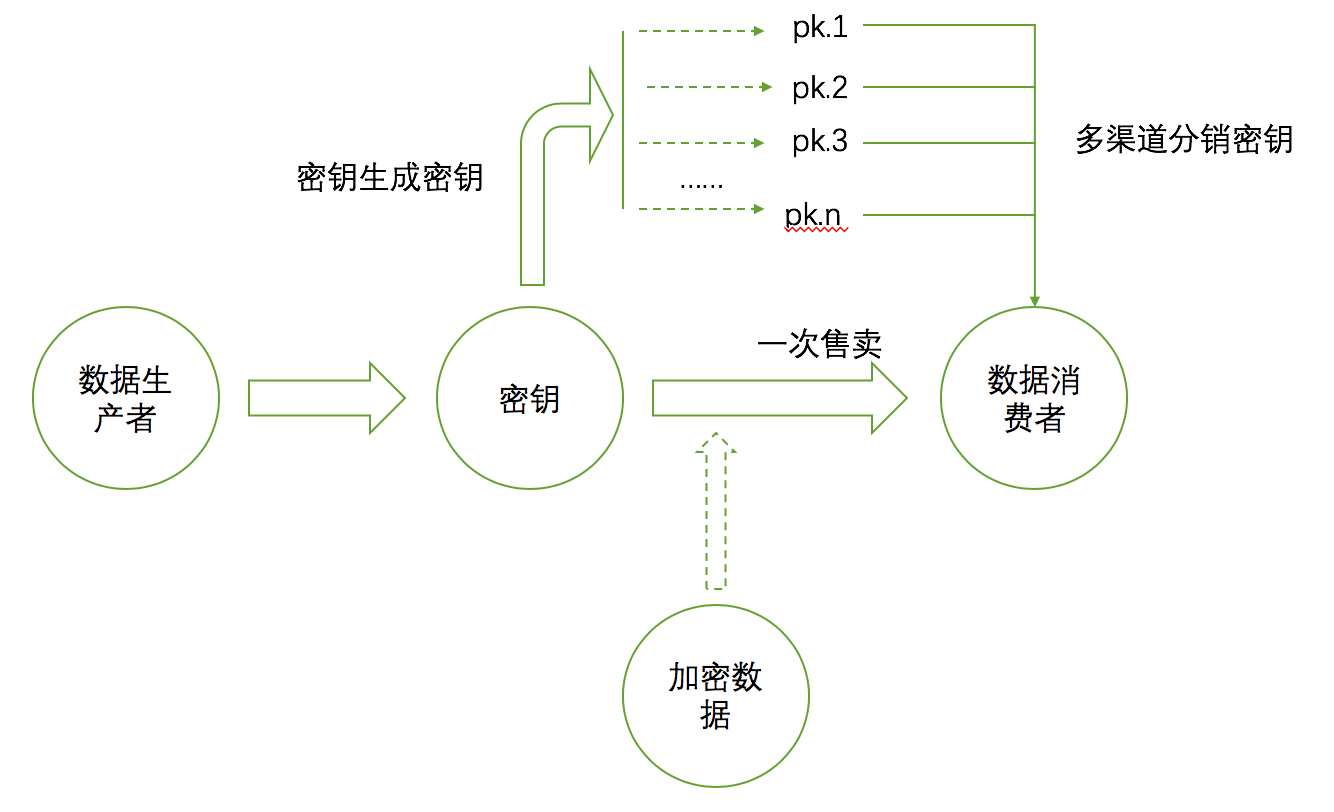 pk.1
pk.2
pk.3
多渠道分销密钥
密钥生成密钥
……
pk.n
一次售卖
数据生
产者
密钥
数据消
费者
加密数
据